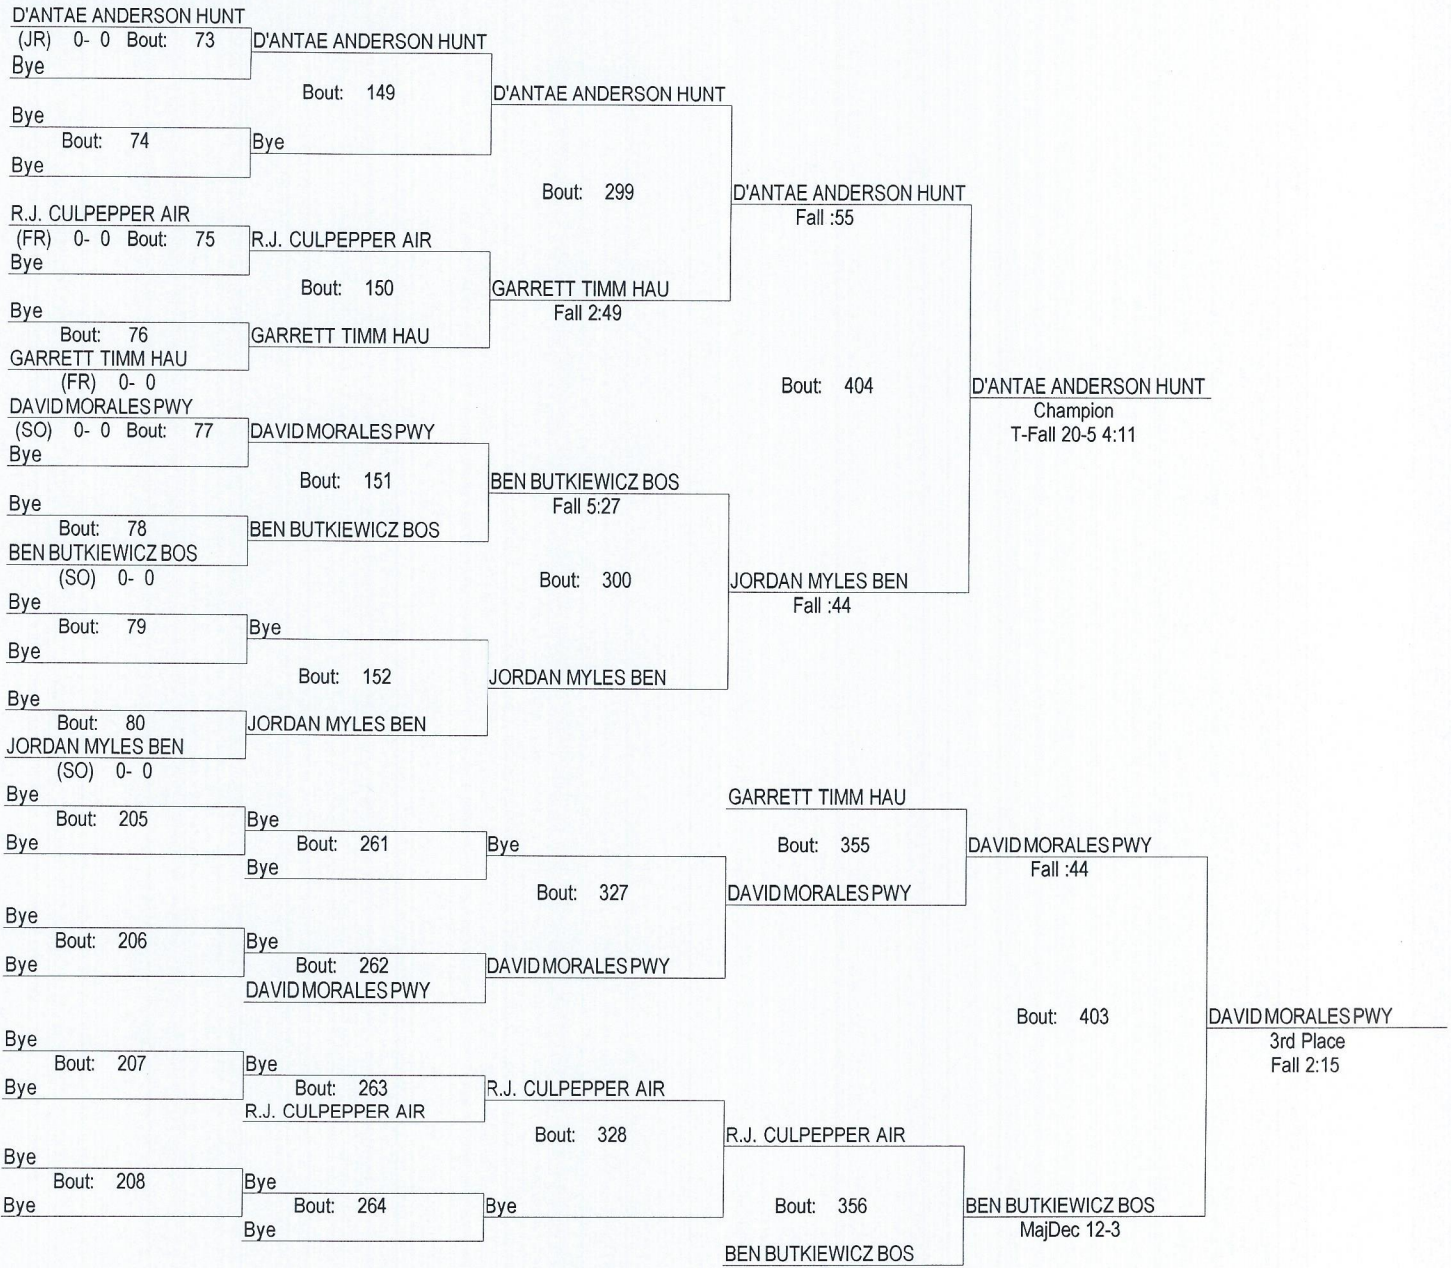 D'ANTAE ANDERSON HUNT
(JR) 0- 0 Bout: 73
D'ANTAE ANDERSON HUNT
Bye
Bout: 149
D'ANTAE ANDERSON HUNT
Bye
Bout: 74
Bye
Bye
Bout: 299
D'ANTAE ANDERSON HUNT
Fall :55
R.J. CULPEPPER AIR
(FR) 0- 0 Bout: 75
R.J. CULPEPPER AIR
Bye
Bout: 150
GARRETT TIMM HAU
Fall 2:49
Bye
Bout: 76
GARRETT TIMM HAU
GARRETT TIMM HAU
(FR) 0- 0
Bout: 404
D'ANTAE ANDERSON HUNT
Champion
T-Fall 20-5 4:11
DAVID MORALES PWY
(SO) 0- 0 Bout: 77
DAVID MORALES PWY
Bye
Bout: 151
BEN BUTKIEWICZ BOS
Fall 5:27
Bye
Bout: 78
BEN BUTKIEWICZ BOS
BEN BUTKIEWICZ BOS
(SO) 0- 0
Bout: 300
JORDAN MYLES BEN
Fall :44
Bye
Bout: 79
Bye
Bye
Bout: 152
JORDAN MYLES BEN
Bye
Bout: 80
JORDAN MYLES BEN
JORDAN MYLES BEN
(SO) 0- 0
Bye
Bout: 205
Bye
Bye
Bout: 261
Bye
Bye
GARRETT TIMM HAU
Bout: 355
DAVID MORALES PWY
Fall :44
Bout: 327
DAVID MORALES PWY
Bye
Bout: 206
Bye
Bye
Bout: 262
DAVID MORALES PWY
DAVID MORALES PWY
Bout: 403
DAVID MORALES PWY
3rd Place
Fall 2:15
Bye
Bout: 207
Bye
Bye
Bout: 263
R.J. CULPEPPER AIR
R.J. CULPEPPER AIR
Bout: 328
R.J. CULPEPPER AIR
Bye
Bout: 208
Bye
Bye
Bout: 264
Bye
Bye
Bout: 356
BEN BUTKIEWICZ BOS
MajDec 12-3
BEN BUTKIEWICZ BOS